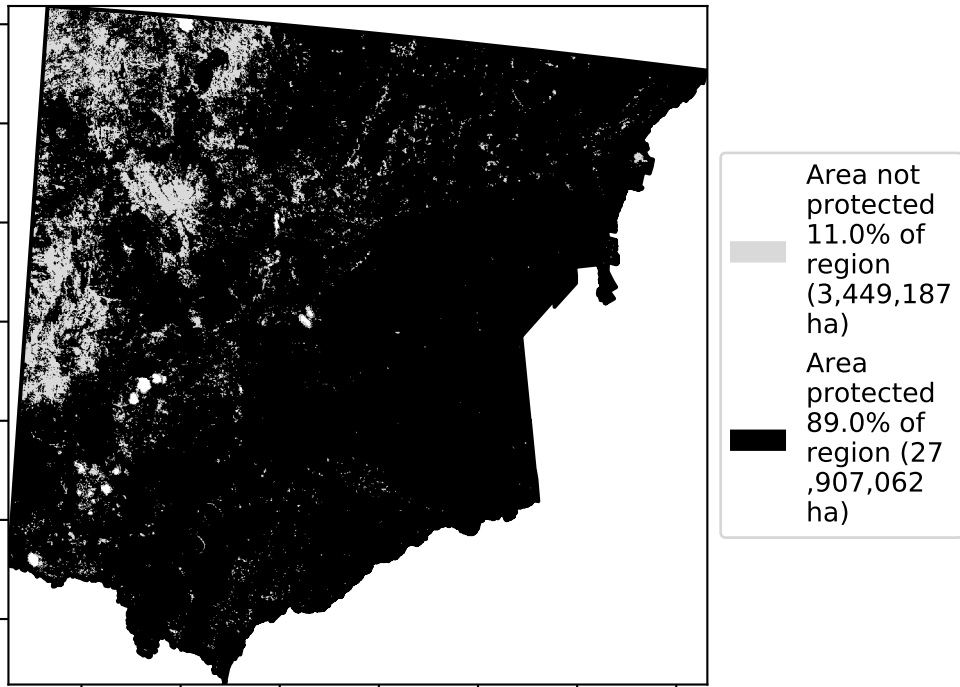 Area not
protected
11.0% of
region
(3,449,187
ha)
Area
protected
89.0% of
region (27
,907,062
ha)